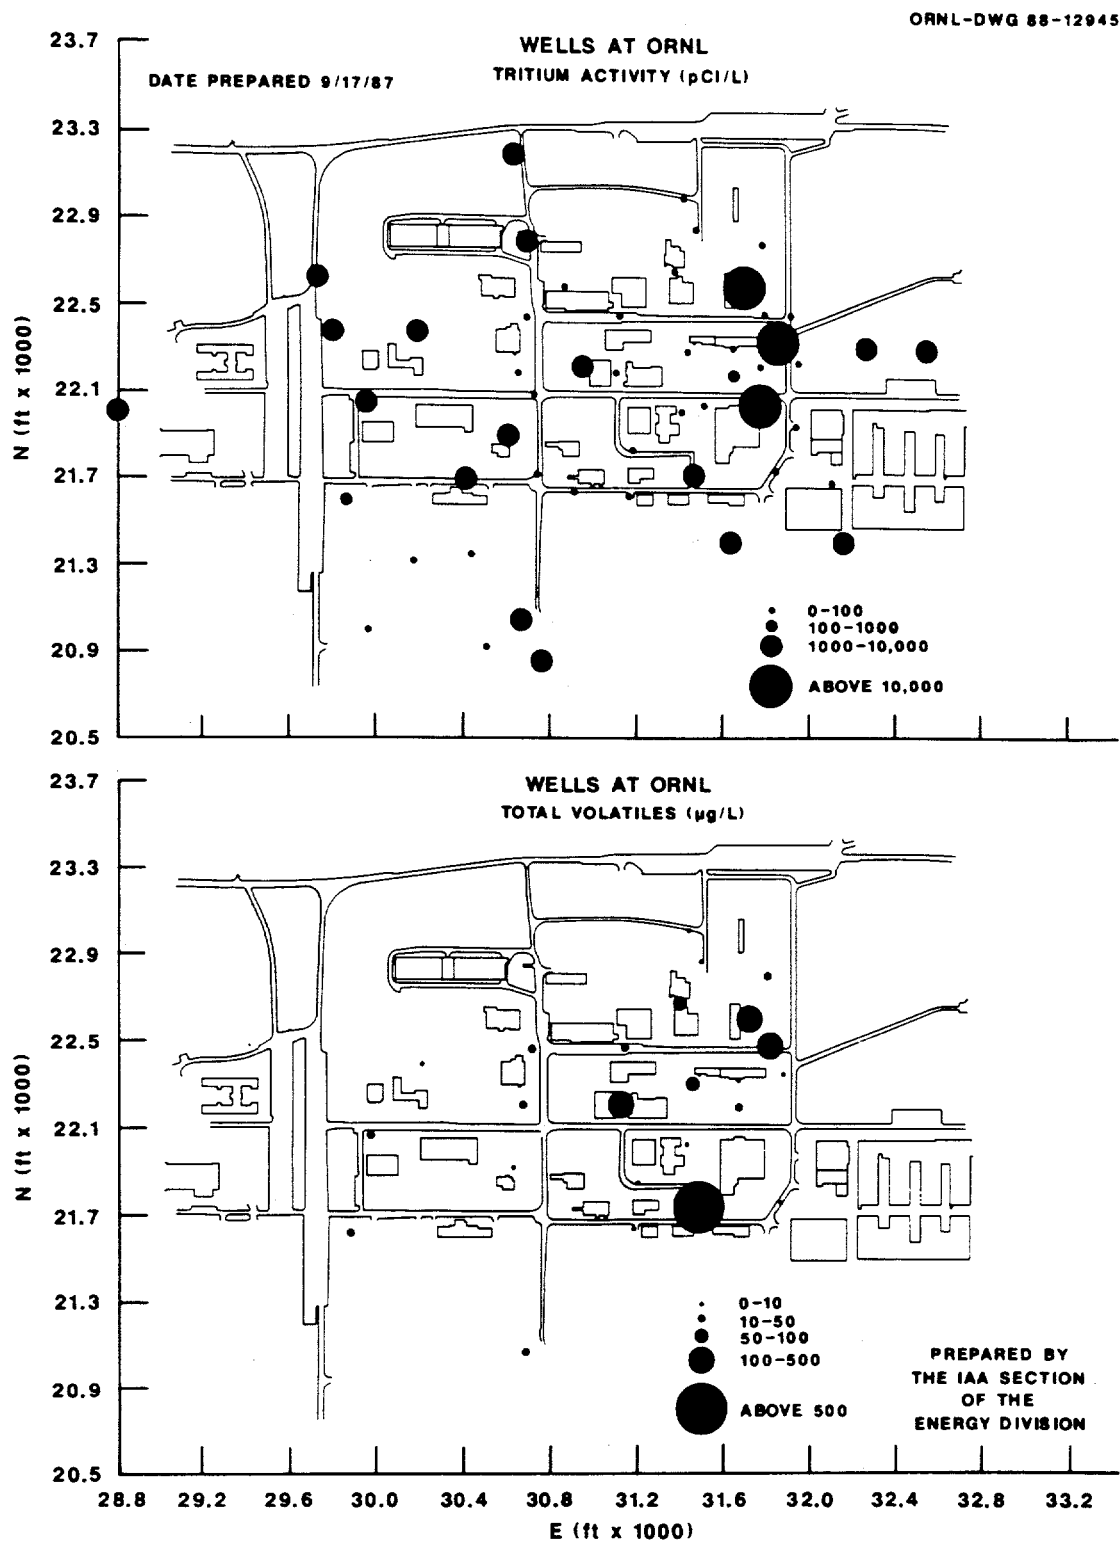 ORNL-DWG 88-12945
WELLS AT ORNL
TRITIUM ACTIVITY (pCi/L)
DATE PREPARED 9/17/87
23.7
23.3
22.9
22.5
22.1
21.7
21.3
20.9
20.5
N (ft x 1000)
0-100
100-1000
1000-10,000
ABOVE 10,000
WELLS AT ORNL
TOTAL VOLATILES (µg/L)
23.7
23.3
22.9
22.5
22.1
21.7
21.3
20.9
20.5
N (ft x 1000)
0-10
10-50
50-100
100-500
ABOVE 500
PREPARED BY
THE IAA SECTION
OF THE
ENERGY DIVISION
28.8 29.2 29.6 30.0 30.4 30.8 31.2 31.6 32.0 32.4 32.8 33.2
E (ft x 1000)